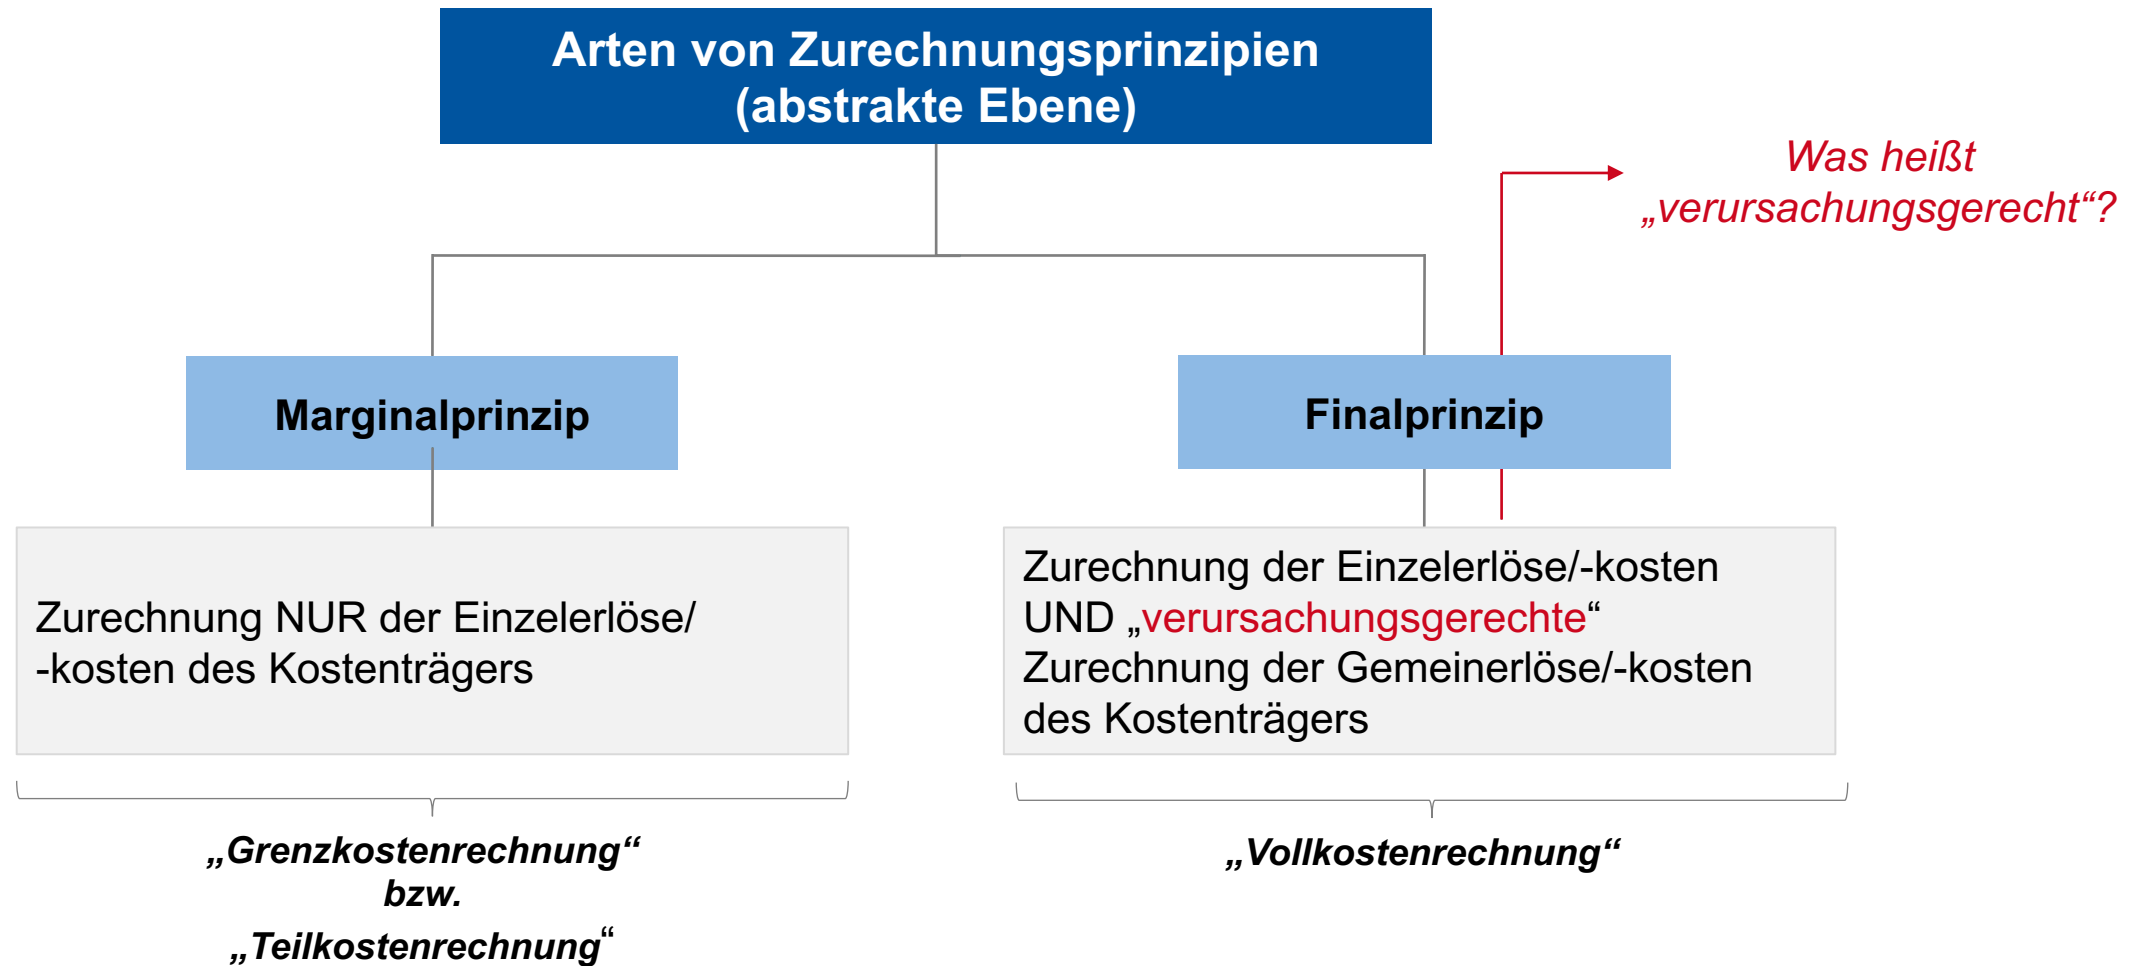 Arten von Zurechnungsprinzipien
(abstrakte Ebene)
Was heißt
„verursachungsgerecht“?
Marginalprinzip
Finalprinzip
Zurechnung NUR der Einzelerlöse/
-kosten des Kostenträgers
Zurechnung der Einzelerlöse/-kosten
UND „verursachungsgerechte“
Zurechnung der Gemeinerlöse/-kosten
des Kostenträgers
„Grenzkostenrechnung“
bzw.
„Teilkostenrechnung“
„Vollkostenrechnung“